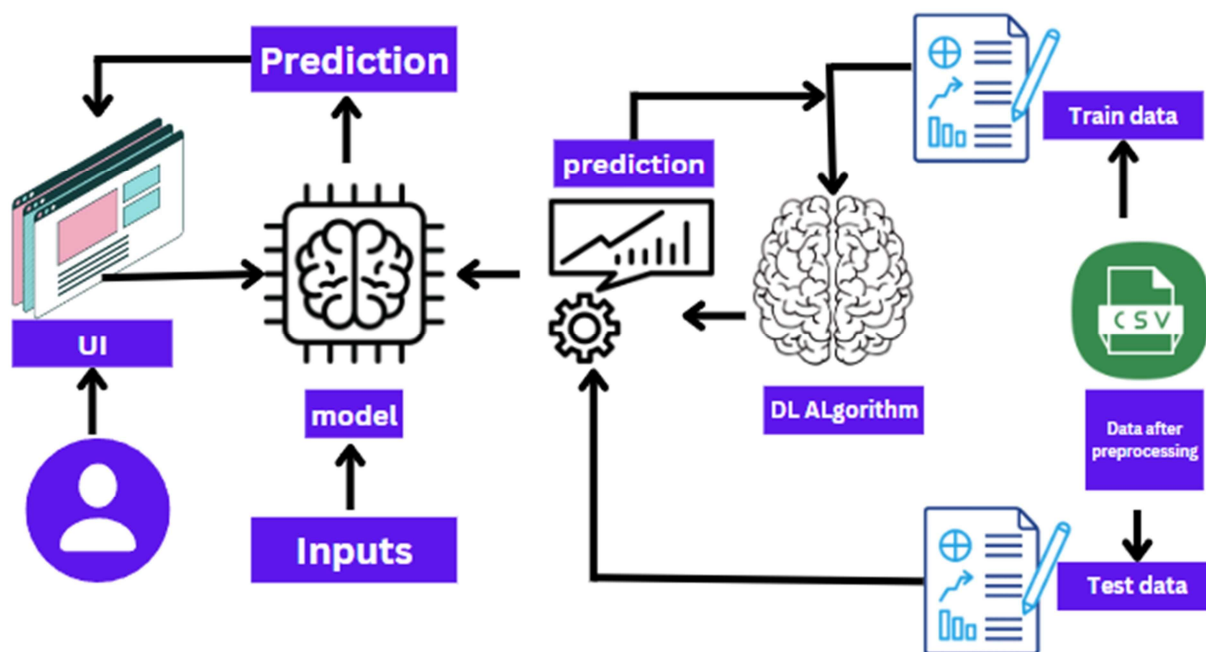 Prediction
Train data
prediction
CSV
UI
model
DL ALgorithm
Data after
preprocessing
Inputs
Test data